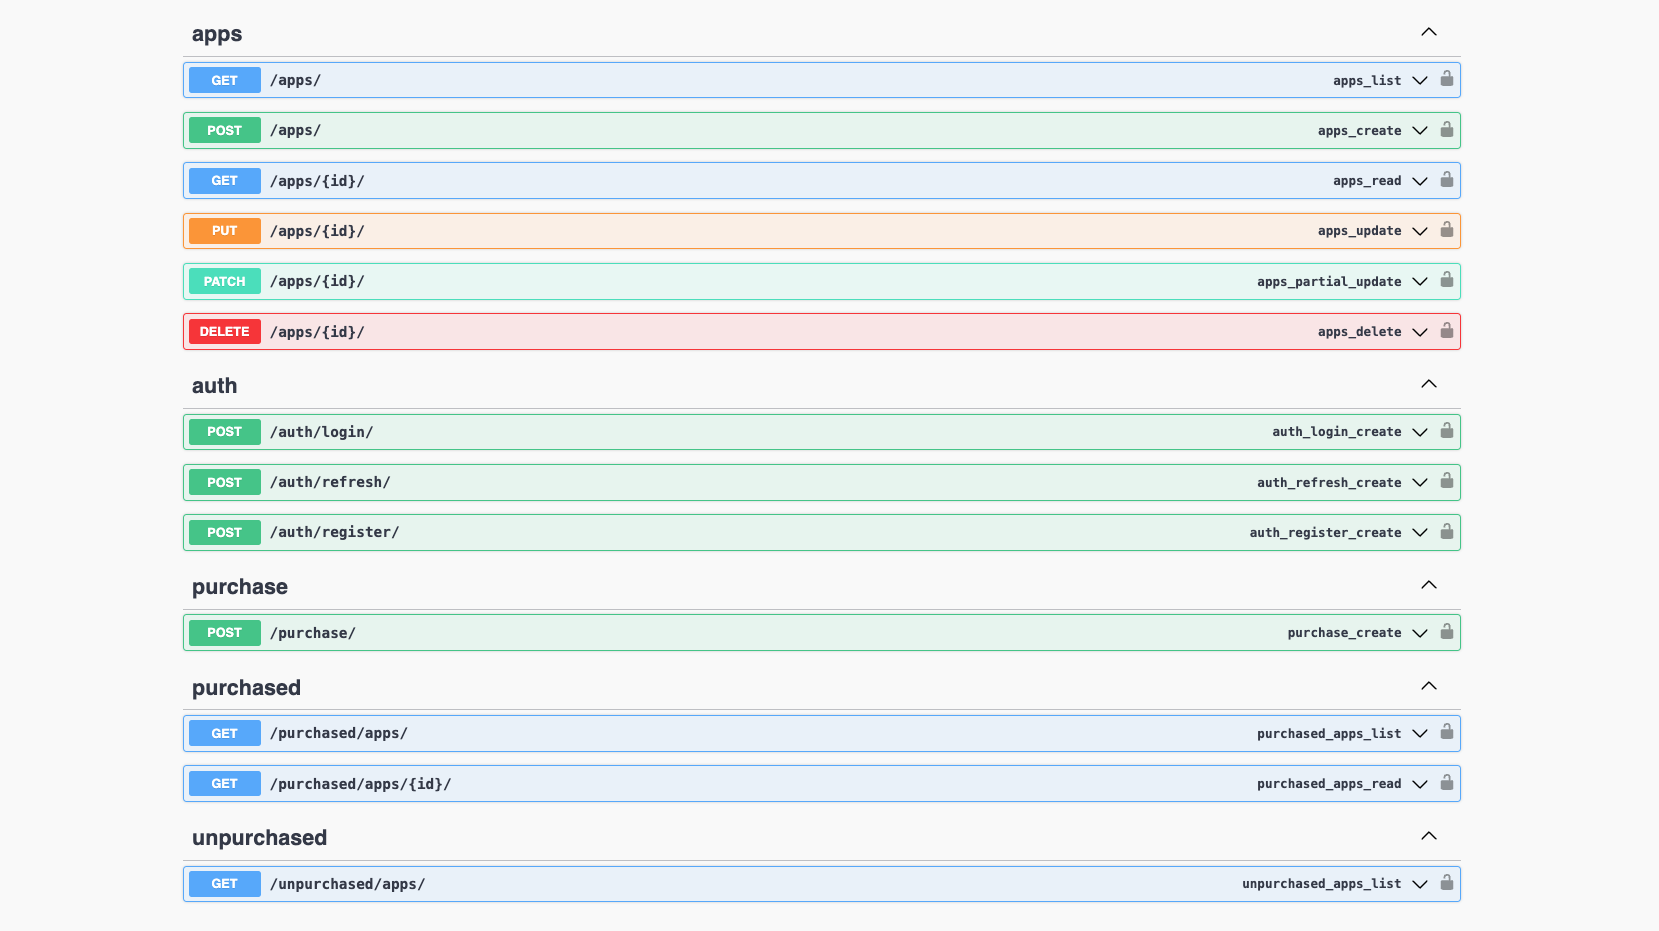 apps
GET /apps/ apps_list
POST /apps/ apps_create
GET /apps/{id}/ apps_read
PUT /apps/{id}/ apps_update
PATCH /apps/{id}/ apps_partial_update
DELETE /apps/{id}/ apps_delete
auth
POST /auth/login/ auth_login_create
POST /auth/refresh/ auth_refresh_create
POST /auth/register/ auth_register_create
purchase
POST /purchase/ purchase_create
purchased
GET /purchased/apps/ purchased_apps_list
GET /purchased/apps/{id}/ purchased_apps_read
unpurchased
GET /unpurchased/apps/ unpurchased_apps_list